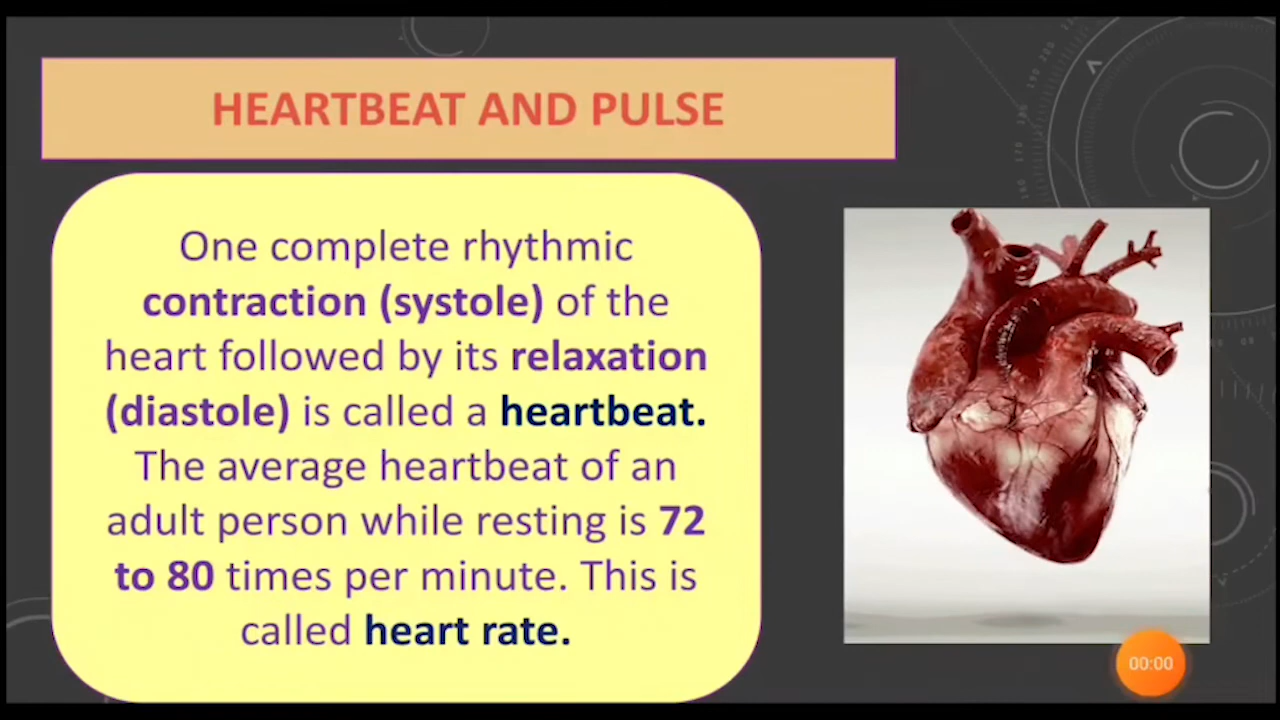 HEARTBEAT AND PULSE
One complete rhythmic
contraction (systole) of the
heart followed by its relaxation
(diastole) is called a heartbeat.
The average heartbeat of an
adult person while resting is 72
to 80 times per minute. This is
called heart rate.
00:00